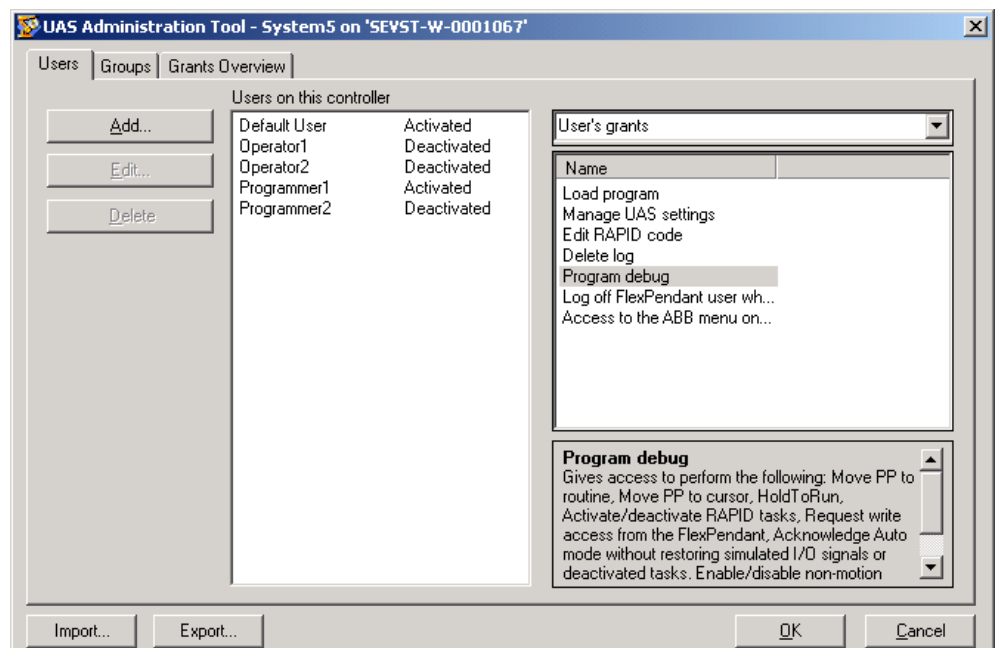 UAS Administration Tool - System5 on 'SEVST-W-0001067'
Users Groups Grants Overview
Users on this controller
Add...
Edit...
Delete
Default User Activated
Operator1 Deactivated
Operator2 Deactivated
Programmer1 Activated
Programmer2 Deactivated
User's grants
Name
Load program
Manage UAS settings
Edit RAPID code
Delete log
Program debug
Log off FlexPendant user wh...
Access to the ABB menu on...
Program debug
Gives access to perform the following: Move PP to
routine, Move PP to cursor, HoldToRun,
Activate/deactivate RAPID tasks, Request write
access from the FlexPendant, Acknowledge Auto
mode without restoring simulated I/O signals or
deactivated tasks. Enable/disable non-motion
Import... Export... OK Cancel